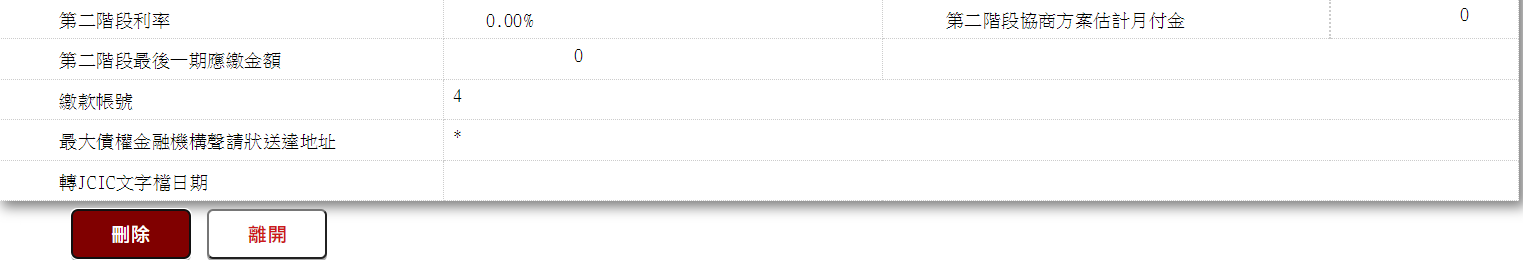 第二階段利率 0.00% 第二階段協商方案估計月付金 0
第二階段最後一期應繳金額 0
繳款帳號 4
最大債權金融機構聲請狀送達地址 *
轉JCIC文字檔日期
刪除 離開